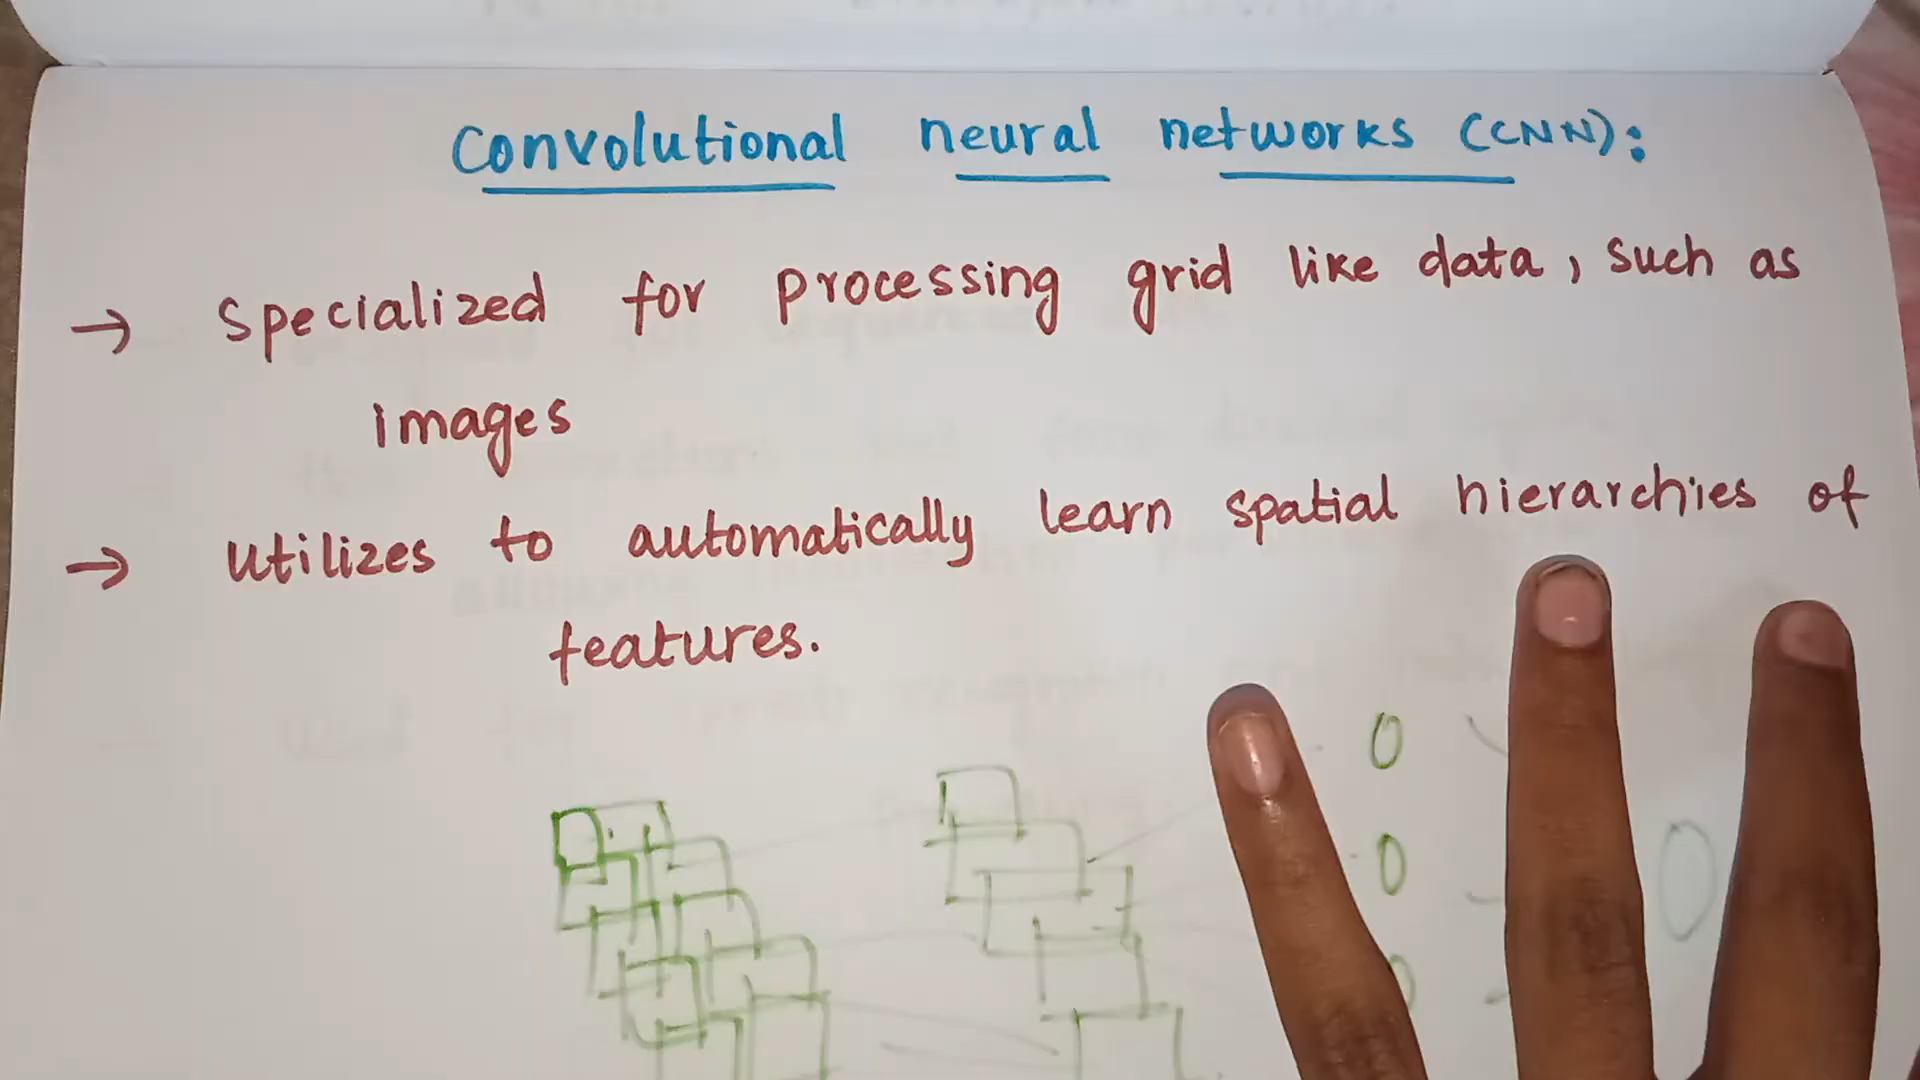 Convolutional neural networks (CNN):
→ Specialized for processing grid like data, such as
images
→ Utilizes to automatically learn spatial hierarchies of
features.